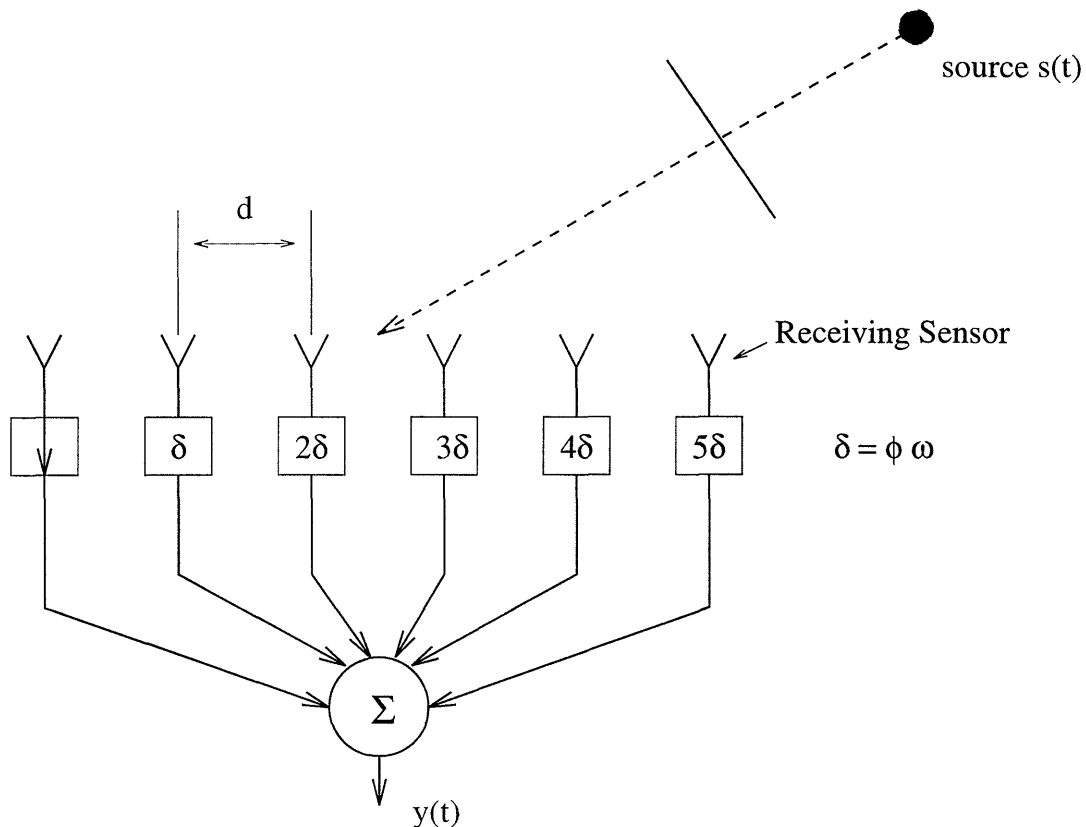 source s(t)
d
Receiving Sensor
δ
2δ
3δ
4δ
5δ
δ = φ ω
Σ
y(t)